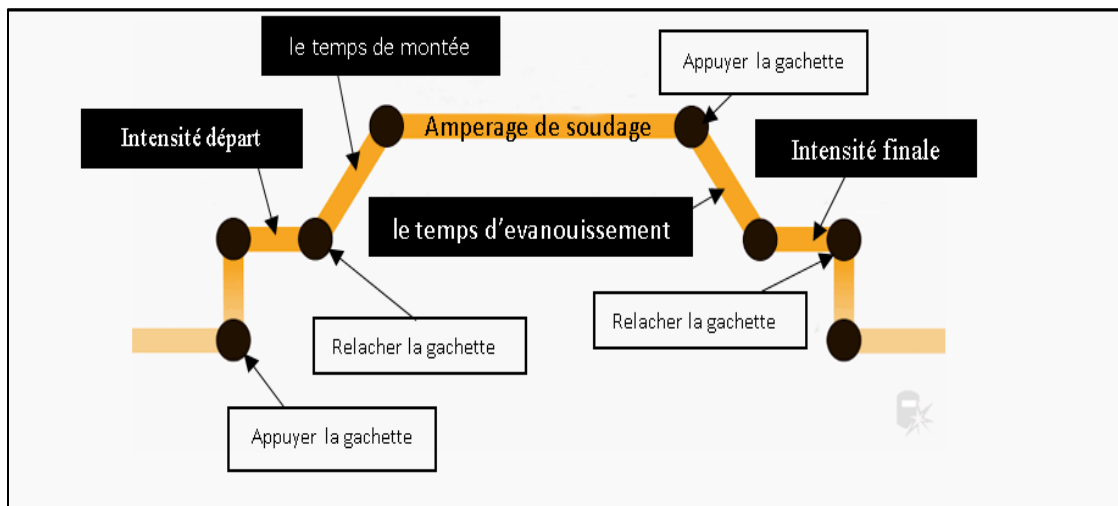 le temps de montée
Appuyer la gachette
Intensité départ
Amperage de soudage
Intensité finale
le temps d'evanouissement
Relacher la gachette
Relacher la gachette
Appuyer la gachette